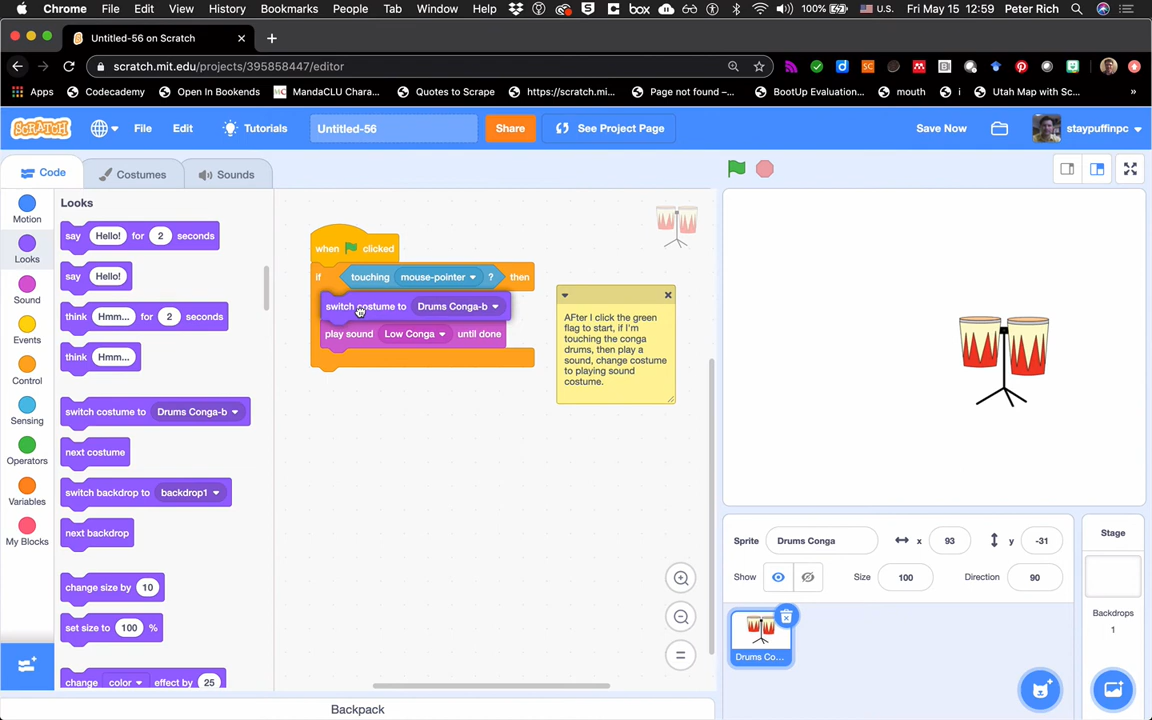 Chrome File Edit View History Bookmarks People Tab Window Help box 100% U.S. Fri May 15 12:59 Peter Rich
Untitled-56 on Scratch
scratch.mit.edu/projects/395858447/editor
Apps Codecademy Open In Bookends MandaCLU Chara... Quotes to Scrape https://scratch.mi... Page not found –... BootUp Evaluation... mouth i Utah Map with Sc... »
SCRATCH File Edit Tutorials Untitled-56 Share See Project Page Save Now staypuffinpc
Code Costumes Sounds
Motion
Looks
Sound
Events
Control
Sensing
Operators
Variables
My Blocks
Looks
say Hello! for 2 seconds
say Hello!
think Hmm... for 2 seconds
think Hmm...
switch costume to Drums Conga-b
next costume
switch backdrop to backdrop1
next backdrop
change size by 10
set size to 100 %
change color effect by 25
when clicked
if touching mouse-pointer ? then
switch costume to Drums Conga-b
play sound Low Conga until done
AFter I click the green
flag to start, if I'm
touching the conga
drums, then play a
sound, change costume
to playing sound
costume.
Sprite Drums Conga x 93 y -31
Show Size 100 Direction 90
Drums Co...
Stage
Backdrops
1
Backpack